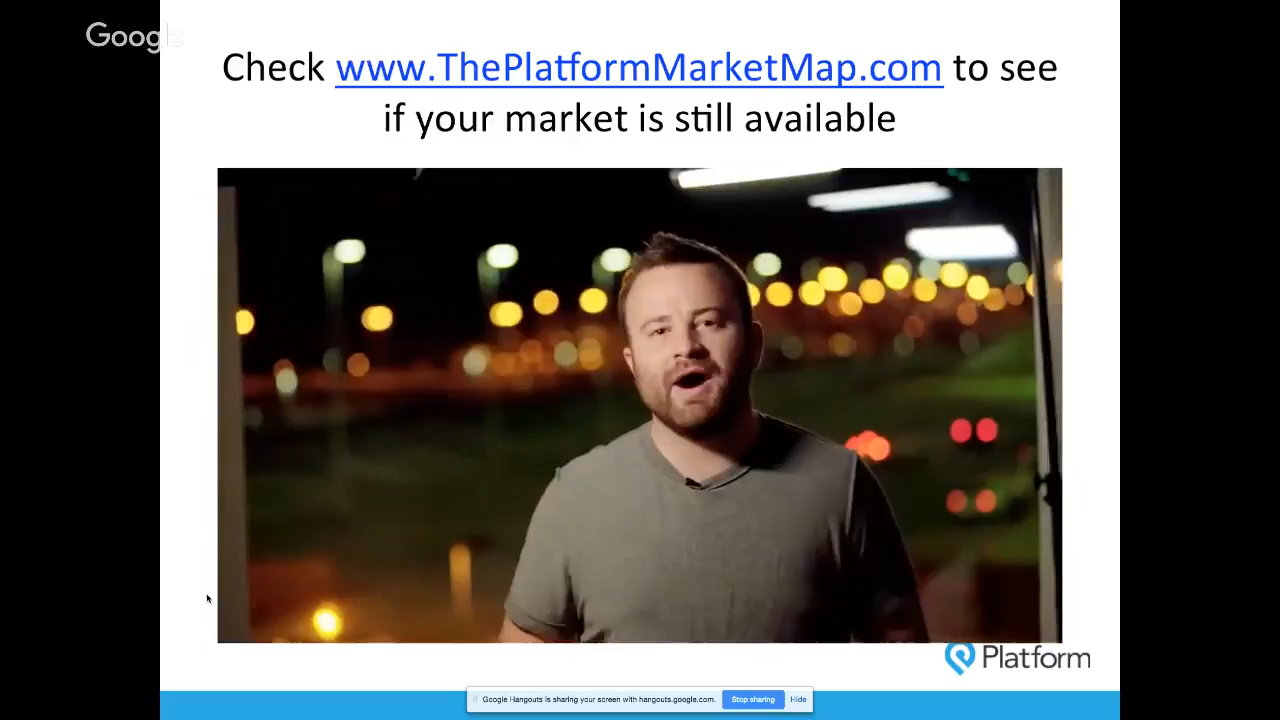 Google
Check www.ThePlatformMarketMap.com to see
if your market is still available
Platform
Google Hangouts is sharing your screen with hangouts.google.com.
Stop sharing
Hide